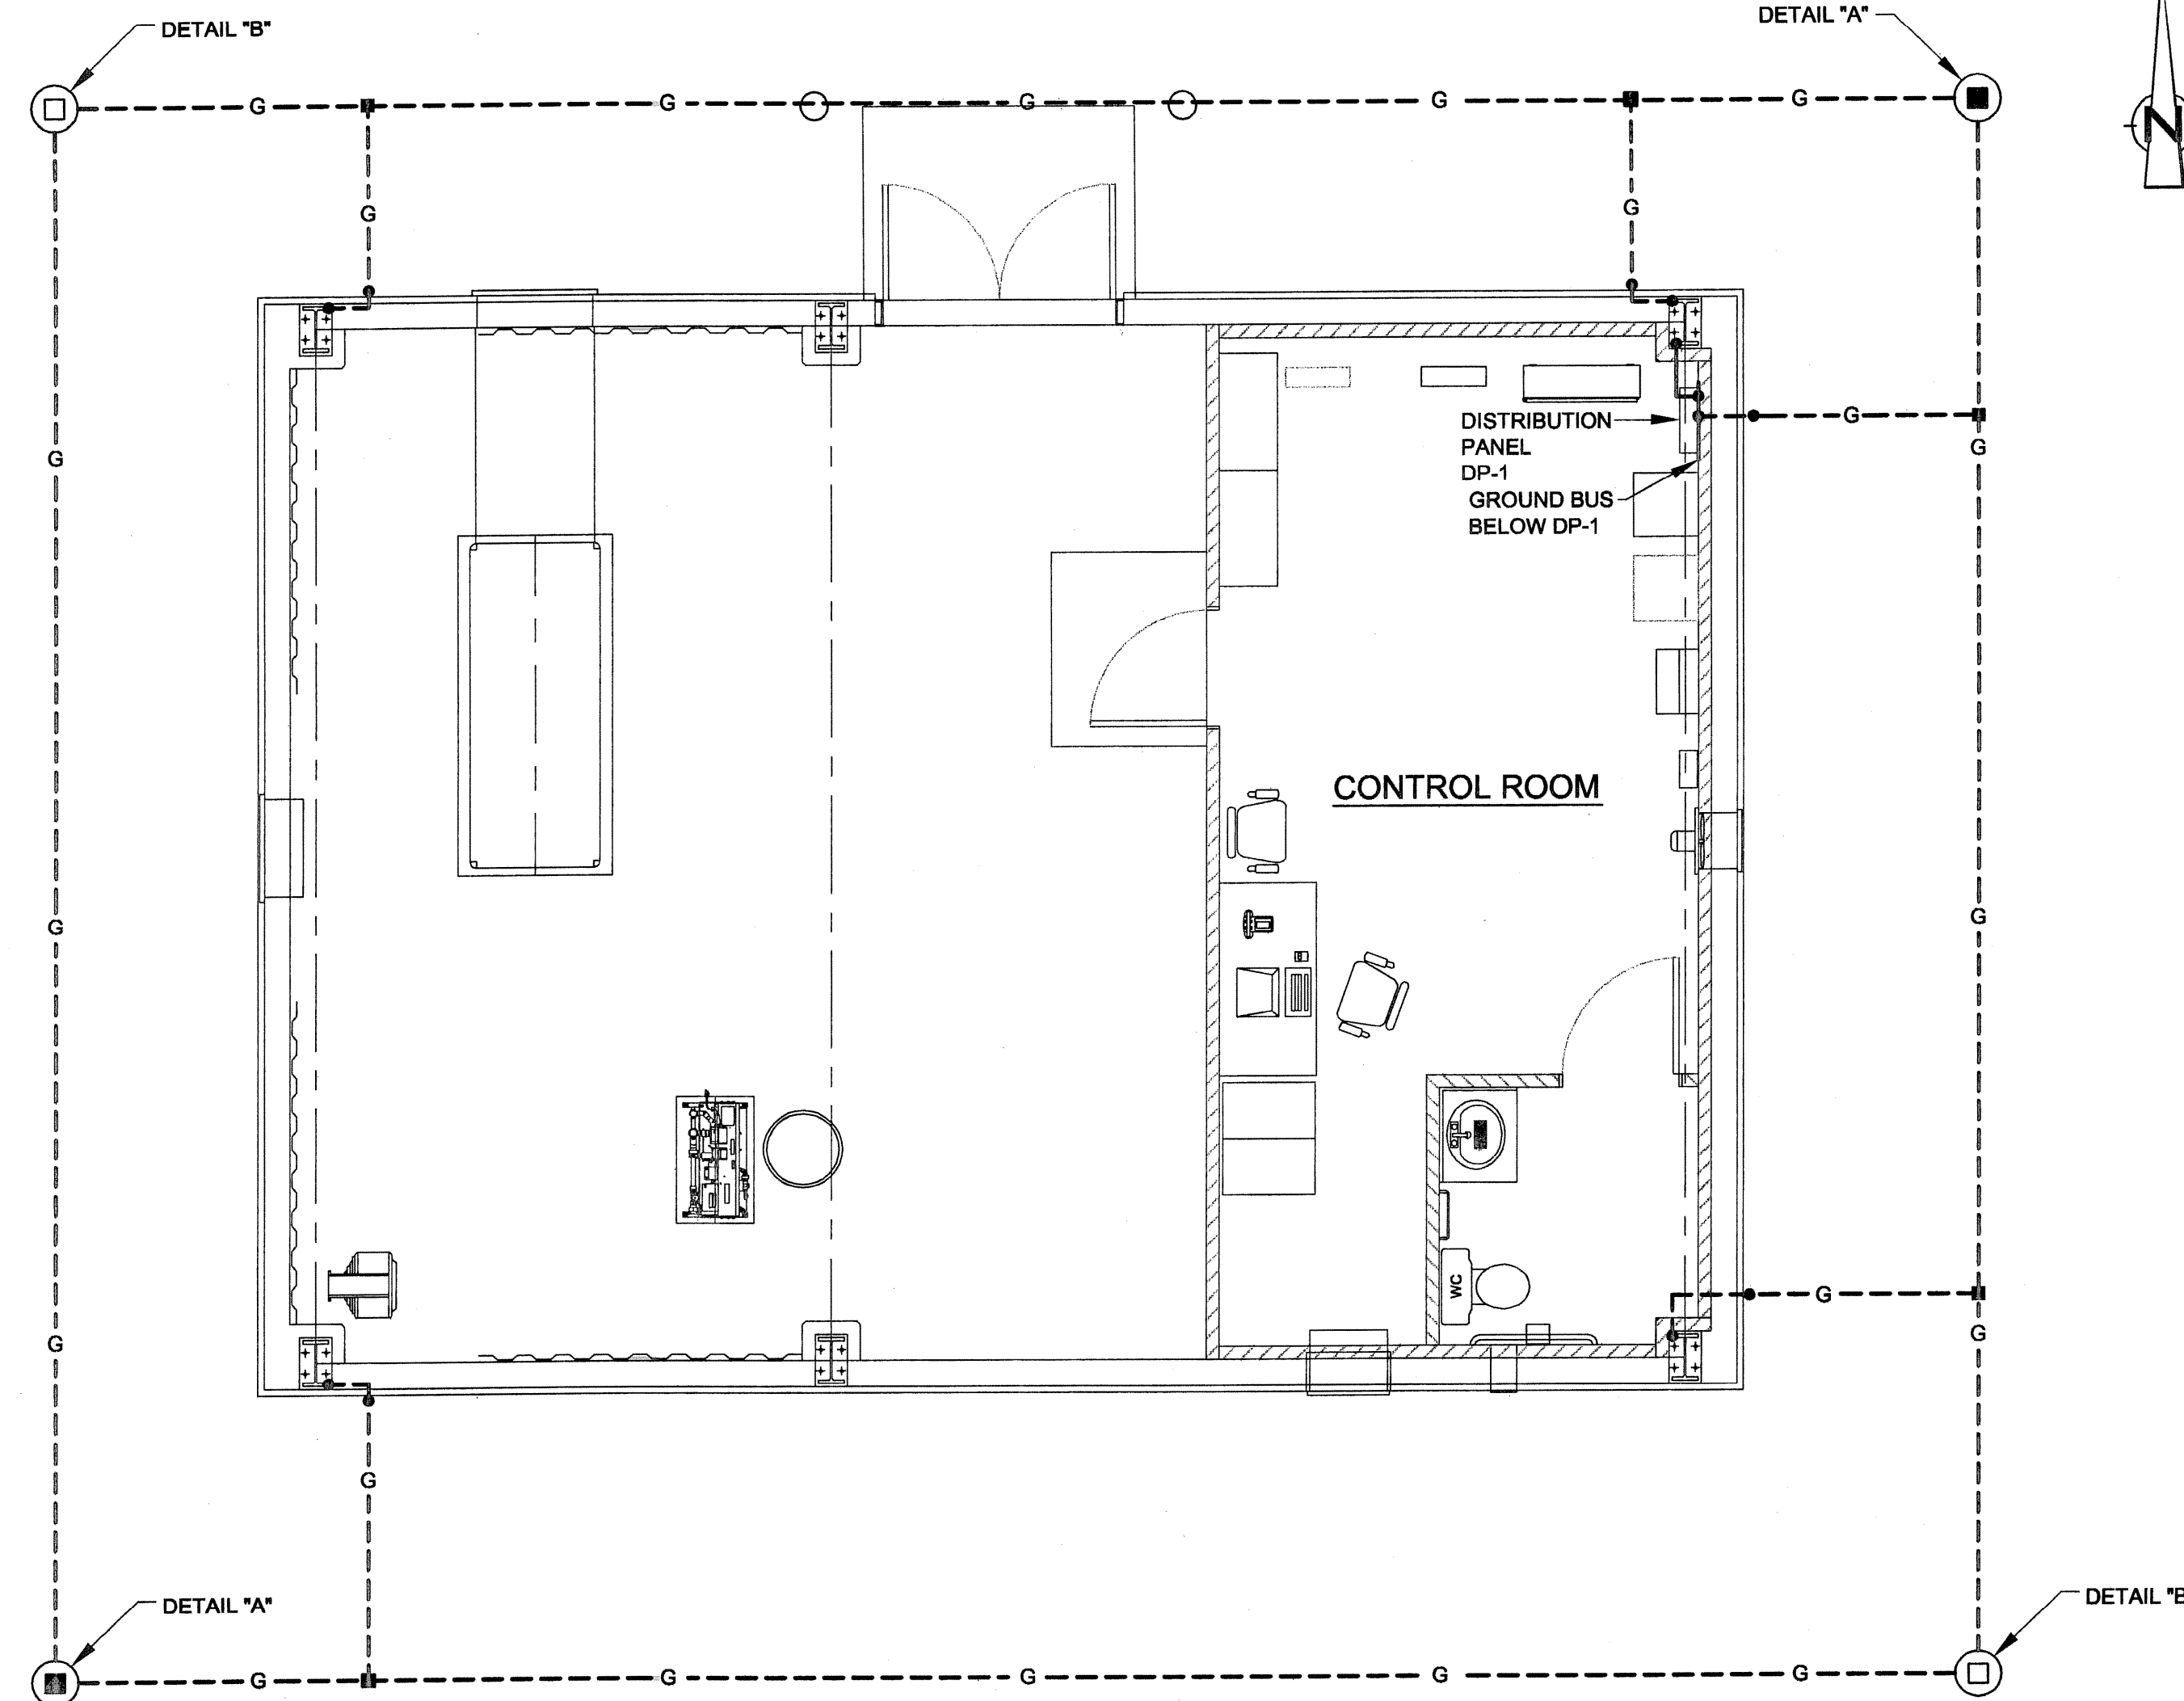 DETAIL "B"
DETAIL "A"
N
G G G G G
G G
G
G
G
G
DISTRIBUTION
PANEL
DP-1
GROUND BUS
BELOW DP-1
CONTROL ROOM
G
G
G
WC
G
G
G
DETAIL "A"
DETAIL "B
G G G G G